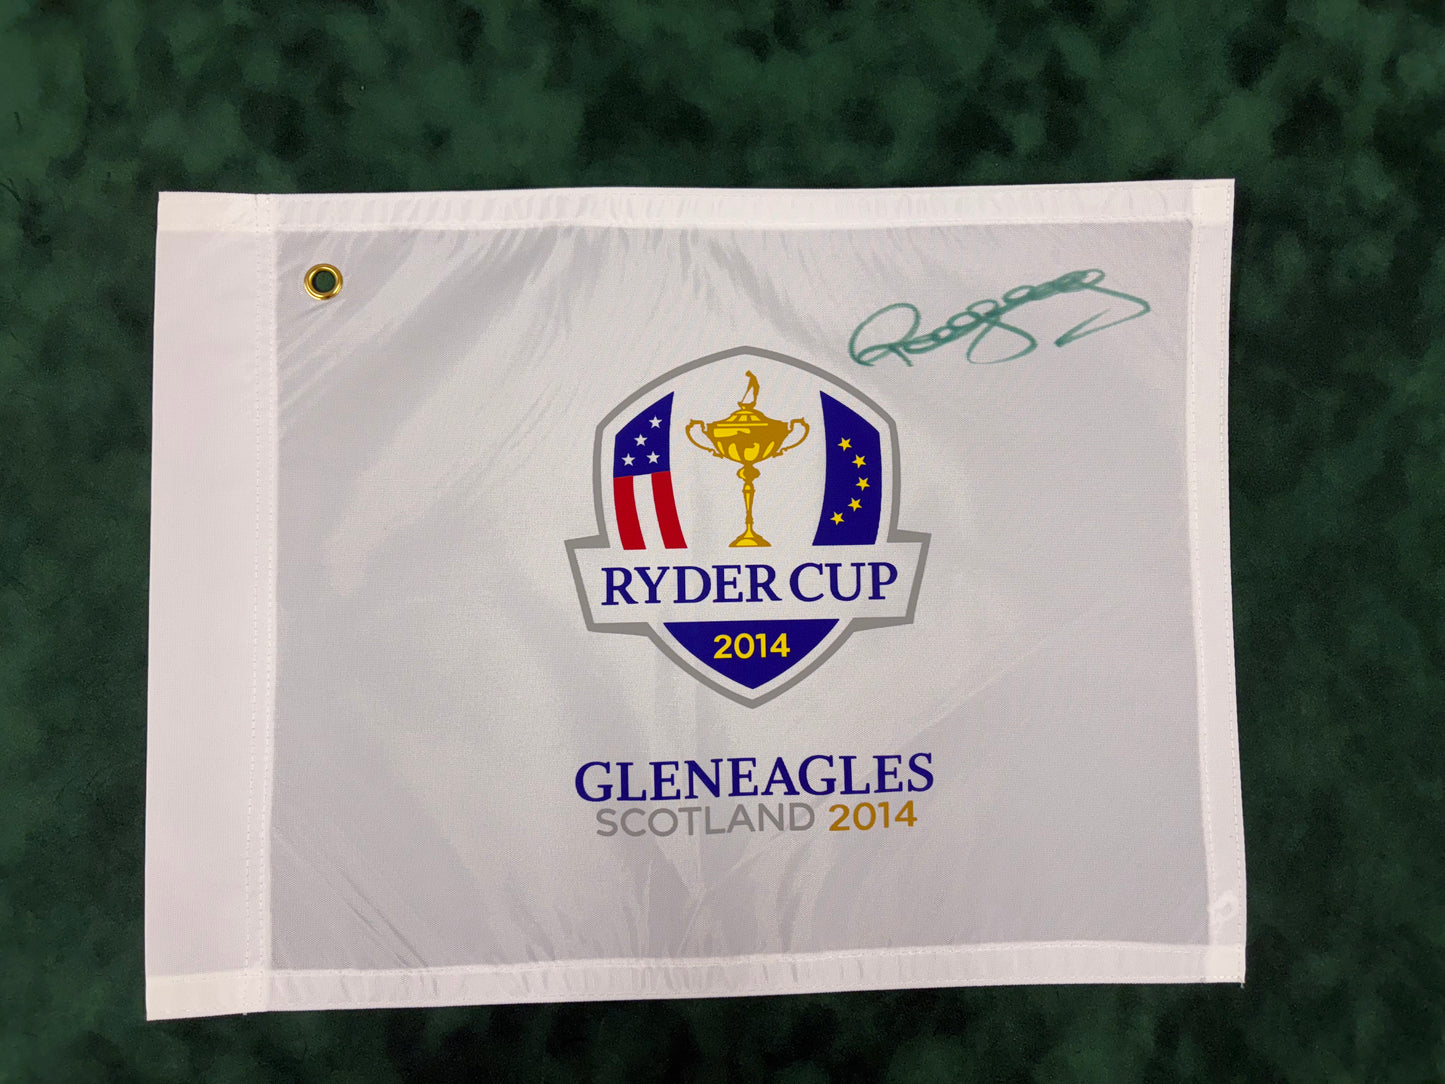 RYDER CUP
2014
GLENEAGLES
SCOTLAND 2014